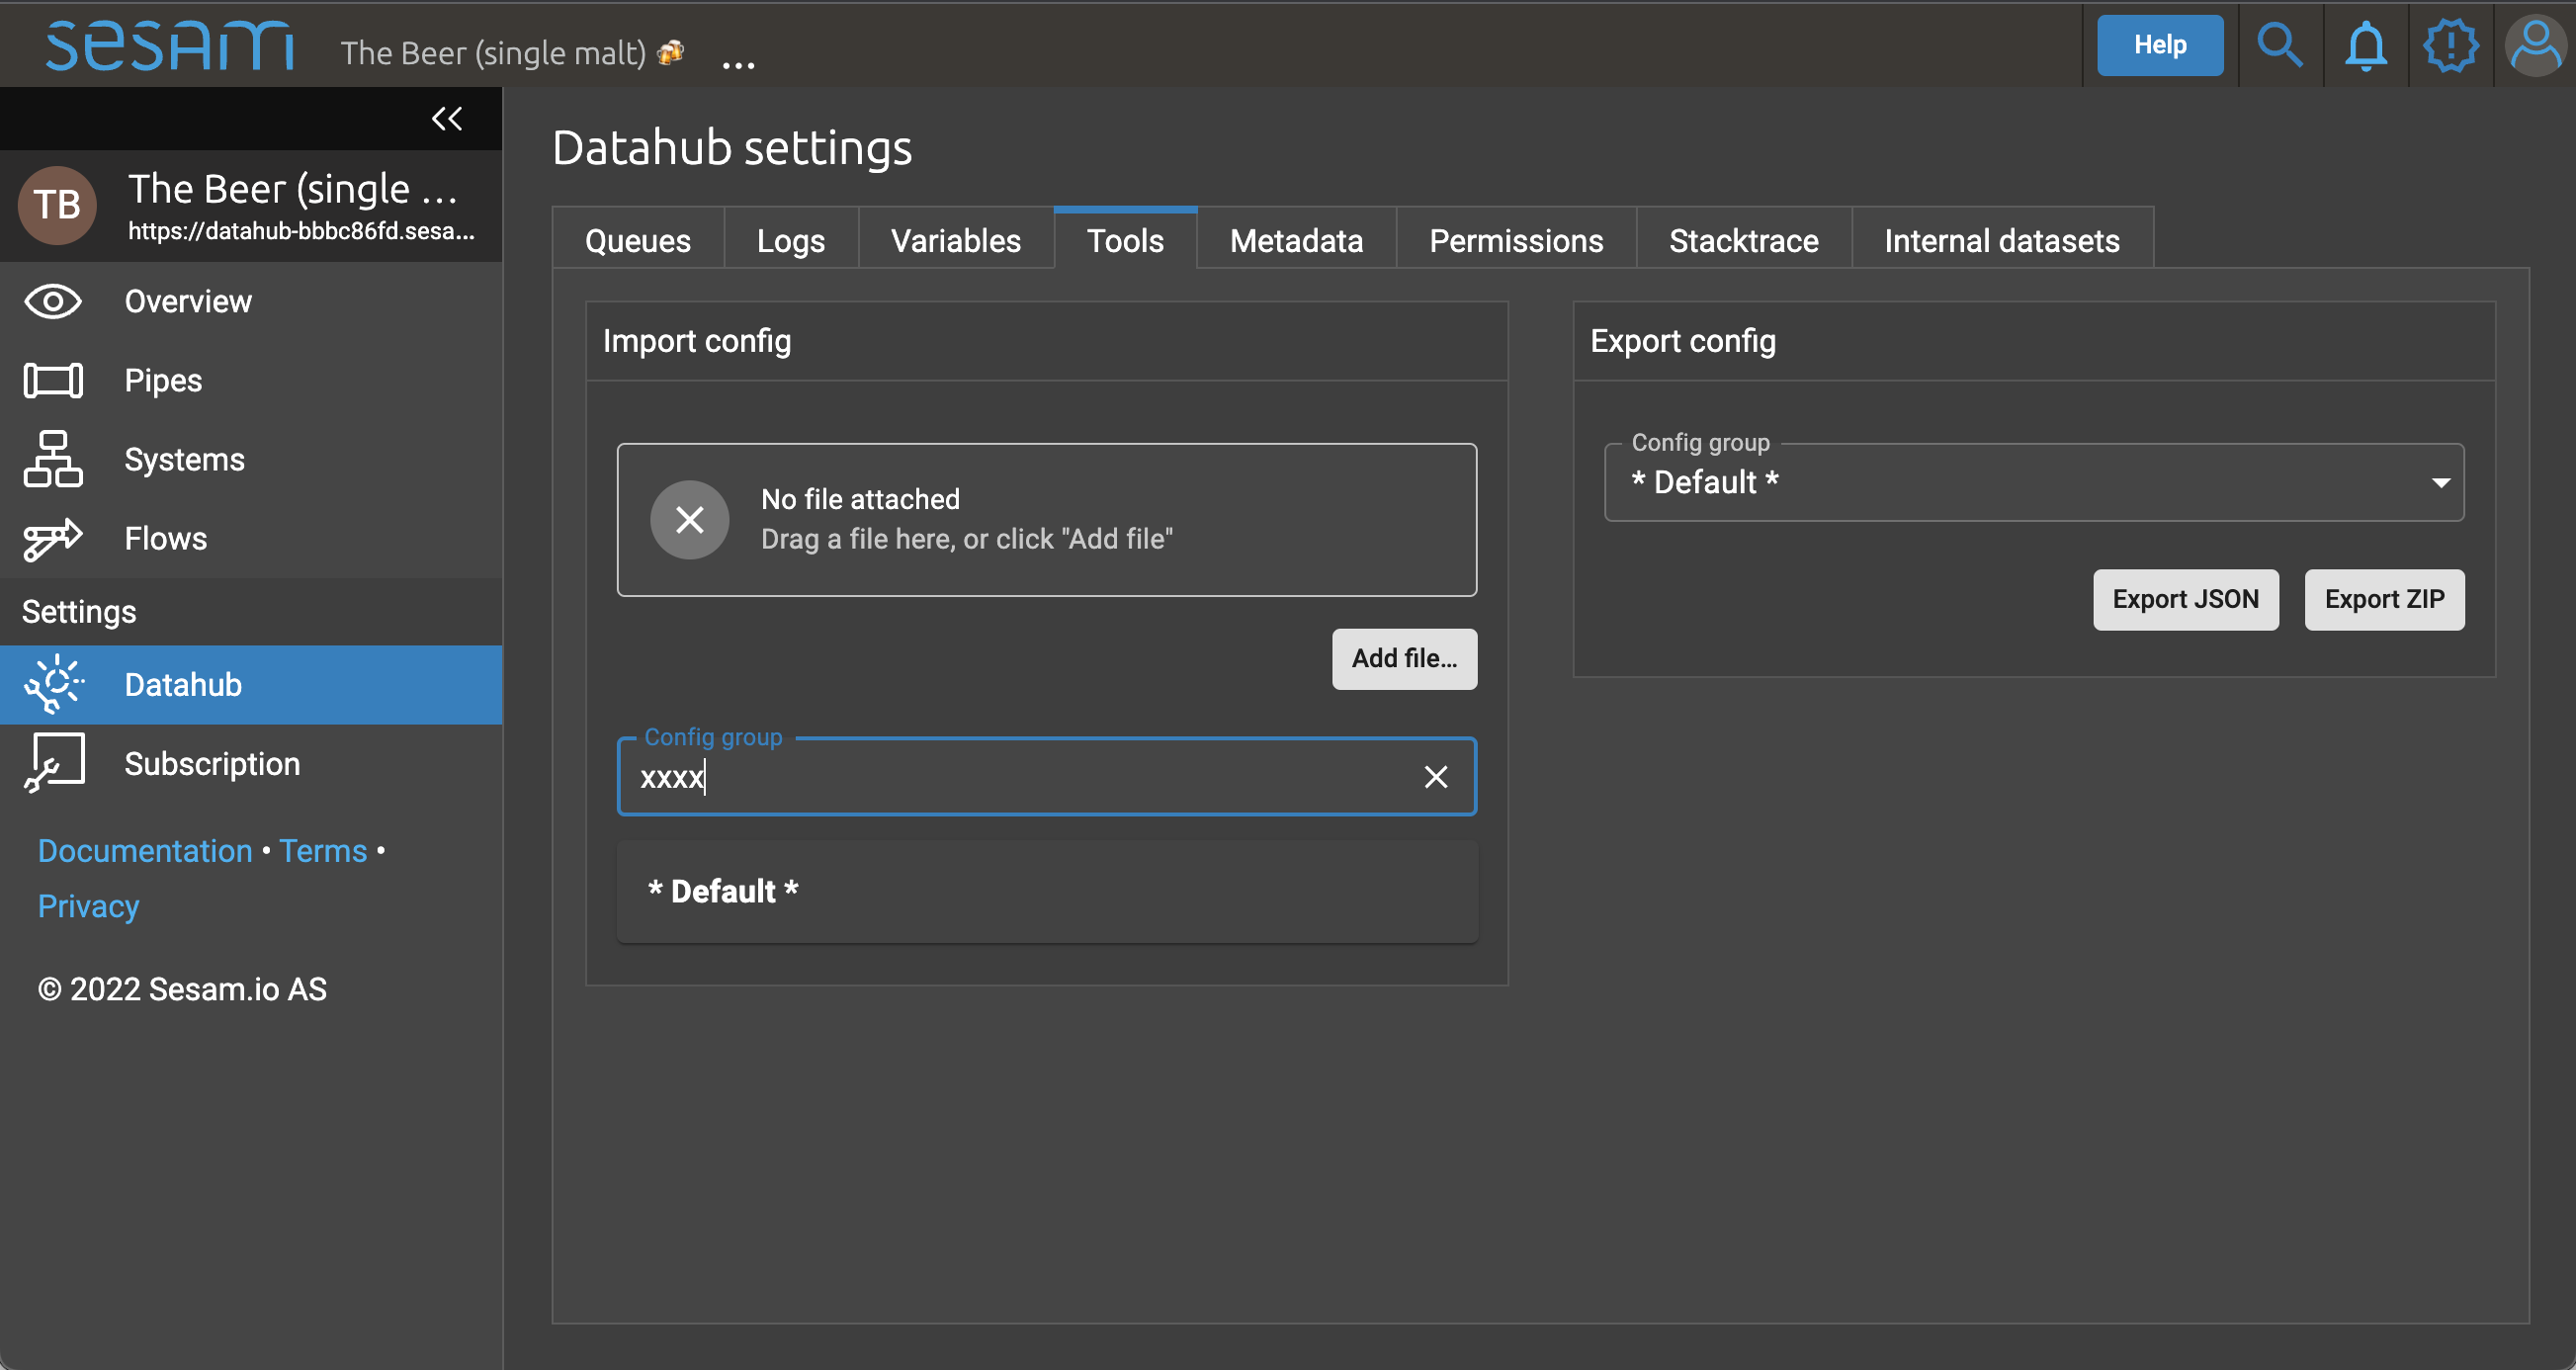 sesam
The Beer (single malt) 🍻 ...
Help
TB
The Beer (single ...
https://datahub-bbbc86fd.sesa...
Overview
Pipes
Systems
Flows
Settings
Datahub
Subscription
Documentation • Terms •
Privacy
© 2022 Sesam.io AS
Datahub settings
Queues
Logs
Variables
Tools
Metadata
Permissions
Stacktrace
Internal datasets
Import config
No file attached
Drag a file here, or click "Add file"
Add file...
Config group
xxxx
* Default *
Export config
Config group
* Default *
Export JSON
Export ZIP